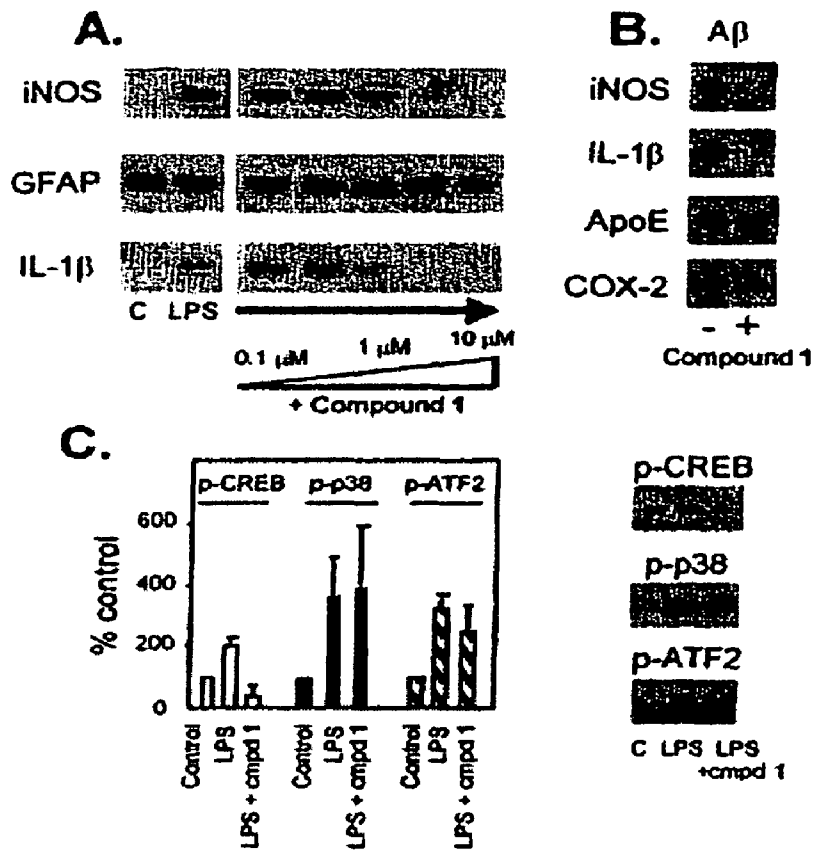 A.
iNOS
GFAP
IL-1β
C LPS
0.1 μM 1 μM 10 μM
+ Compound 1
B.
Aβ
iNOS
IL-1β
ApoE
COX-2
- +
Compound 1
C.
p-CREB p-p38 p-ATF2
% control
600
400
200
0
Control
LPS
LPS + cmpd 1
Control
LPS
LPS + cmpd 1
Control
LPS
LPS + cmpd 1
p-CREB
p-p38
p-ATF2
C LPS LPS
+cmpd 1